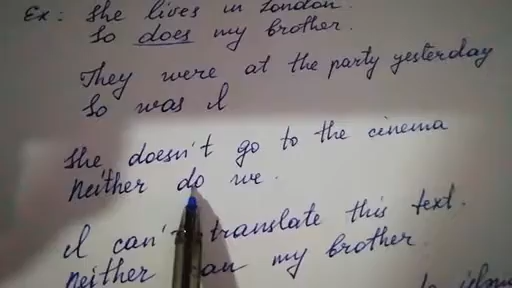 Ex: She lives in London.
So does my brother.
They were at the party yesterday
So was I
She doesn't go to the cinema
Neither do we.
I can't translate this text.
Neither can my brother.